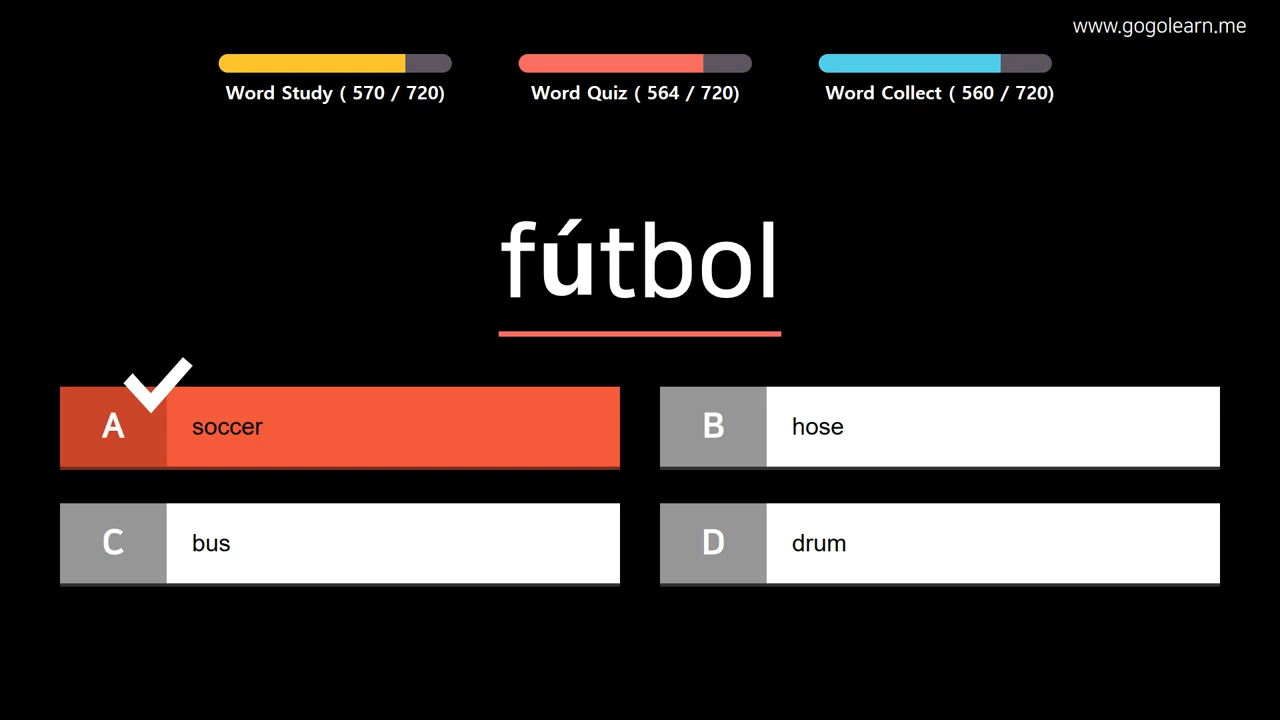 www.gogolearn.me
Word Study ( 570 / 720)
Word Quiz ( 564 / 720)
Word Collect ( 560 / 720)
fútbol
A soccer
B hose
C bus
D drum